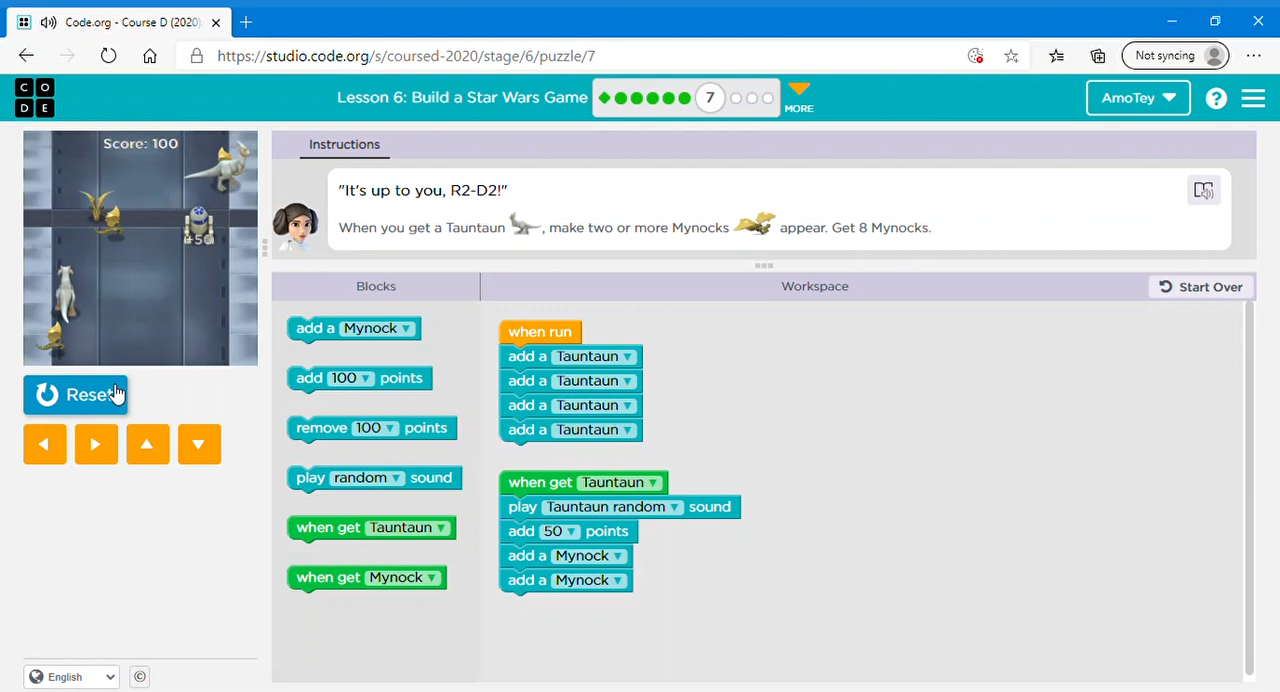 Code.org - Course D (2020)
https://studio.code.org/s/coursed-2020/stage/6/puzzle/7
Not syncing
C O
D E
Lesson 6: Build a Star Wars Game
7
MORE
AmoTey
?
Score: 100
+50
Reset
Instructions
"It's up to you, R2-D2!"
When you get a Tauntaun , make two or more Mynocks appear. Get 8 Mynocks.
Blocks
Workspace
Start Over
add a Mynock
add 100 points
remove 100 points
play random sound
when get Tauntaun
when get Mynock
when run
add a Tauntaun
add a Tauntaun
add a Tauntaun
add a Tauntaun
when get Tauntaun
play Tauntaun random sound
add 50 points
add a Mynock
add a Mynock
English
©